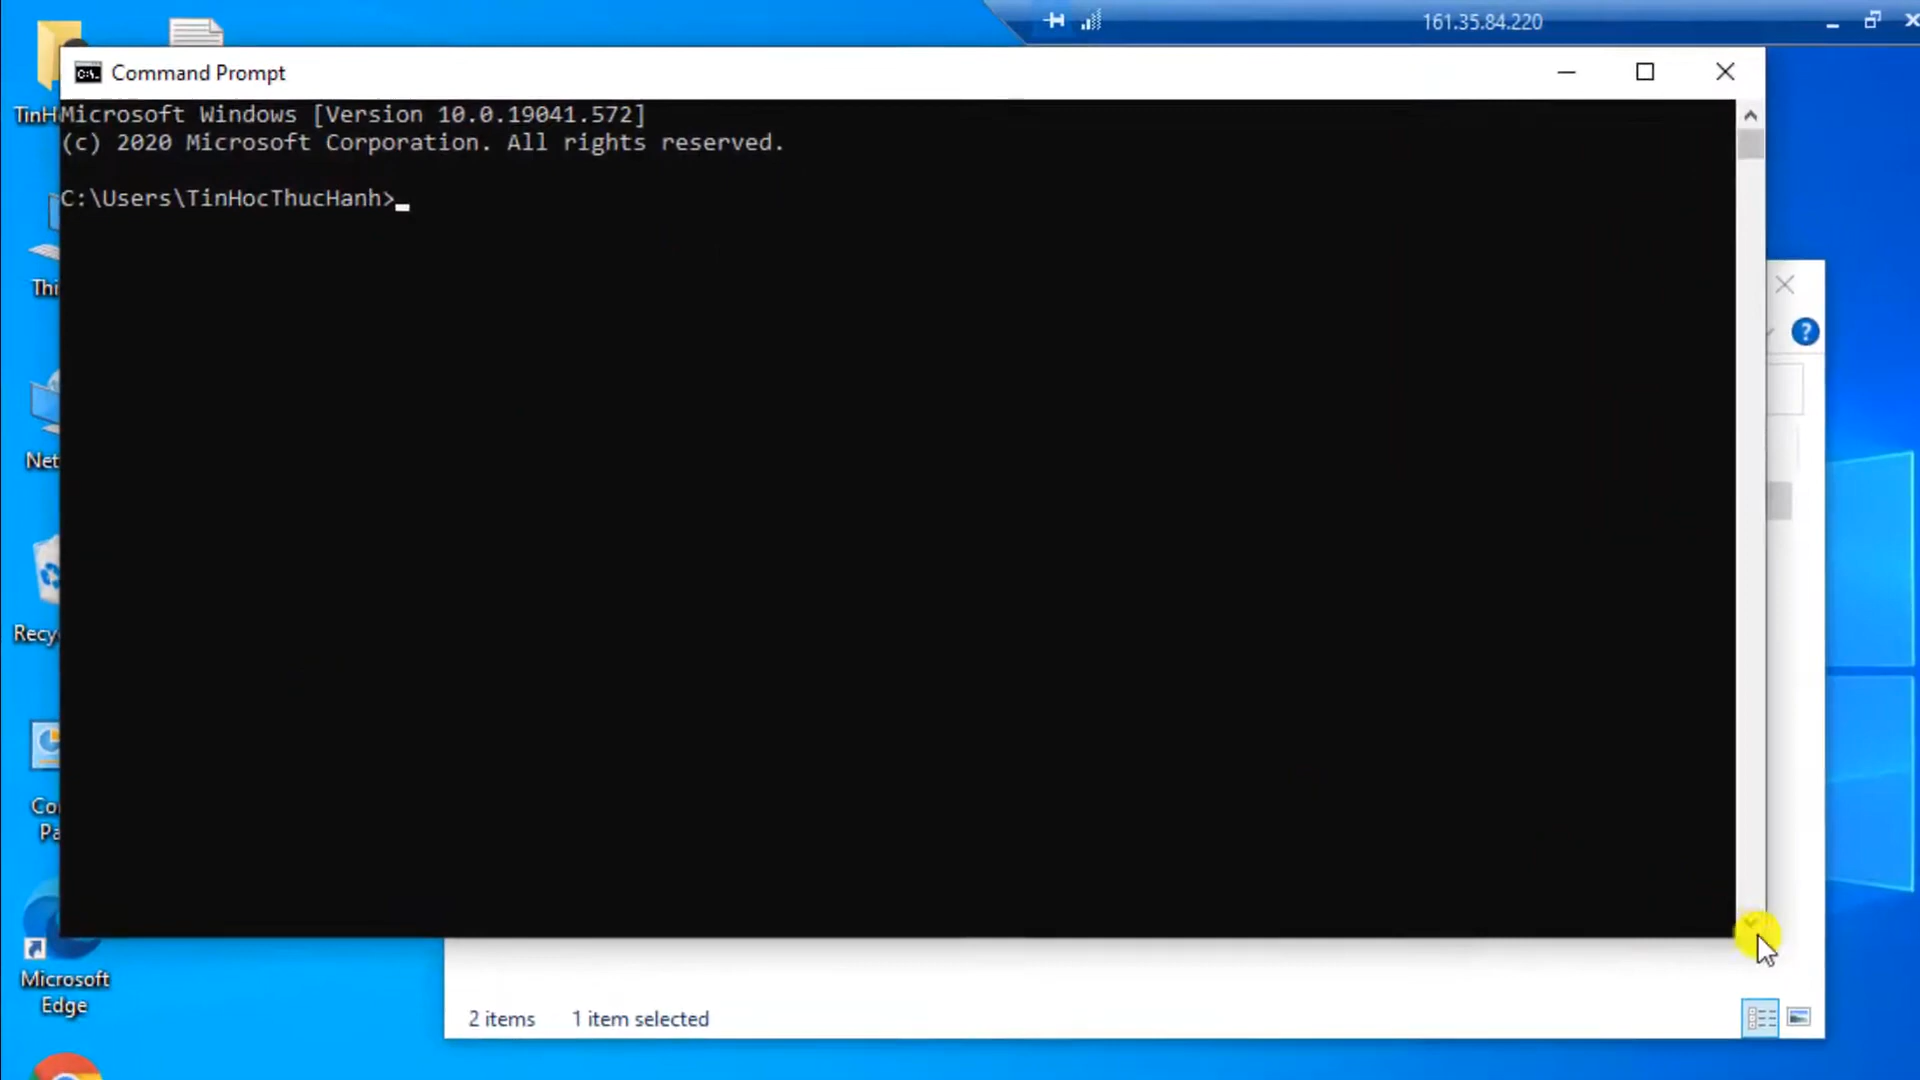 161.35.84.220
Command Prompt
Microsoft Windows [Version 10.0.19041.572]
(c) 2020 Microsoft Corporation. All rights reserved.
C:\Users\TinHocThucHanh>
TinH
Thi
Net
Recy
Co
Pa
Microsoft
Edge
2 items 1 item selected